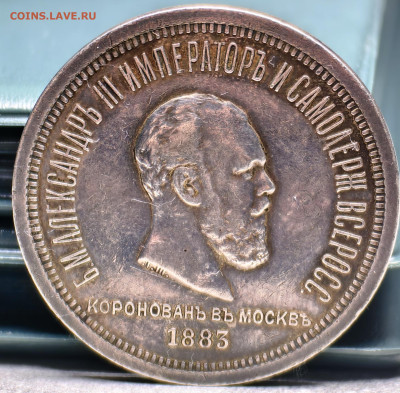 COINS.LAVE.RU
Б.М.АЛЕКСАНДРЪ III ИМПЕРАТОРЪ И САМОДЕРЖ. ВСЕРОСС.
КОРОНОВАНЪ ВЪ МОСКВѢ
1883